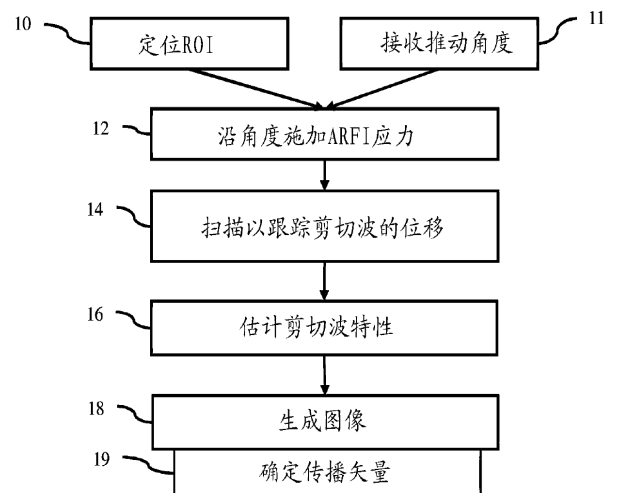 10
定位ROI
接收推动角度
11
12
沿角度施加ARFI应力
14
扫描以跟踪剪切波的位移
16
估计剪切波特性
18
生成图像
19
确定传播矢量